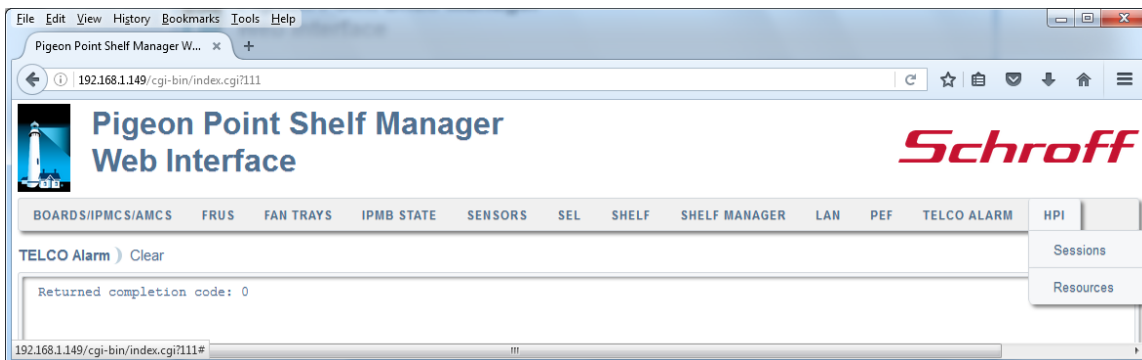 File Edit View History Bookmarks Tools Help
Pigeon Point Shelf Manager W... × +
192.168.1.149/cgi-bin/index.cgi?111
Pigeon Point Shelf Manager
Web Interface
Schroff
BOARDS/IPMCS/AMCS FRUS FAN TRAYS IPMB STATE SENSORS SEL SHELF SHELF MANAGER LAN PEF TELCO ALARM HPI
TELCO Alarm Clear
Sessions
Resources
Returned completion code: 0
192.168.1.149/cgi-bin/index.cgi?111#